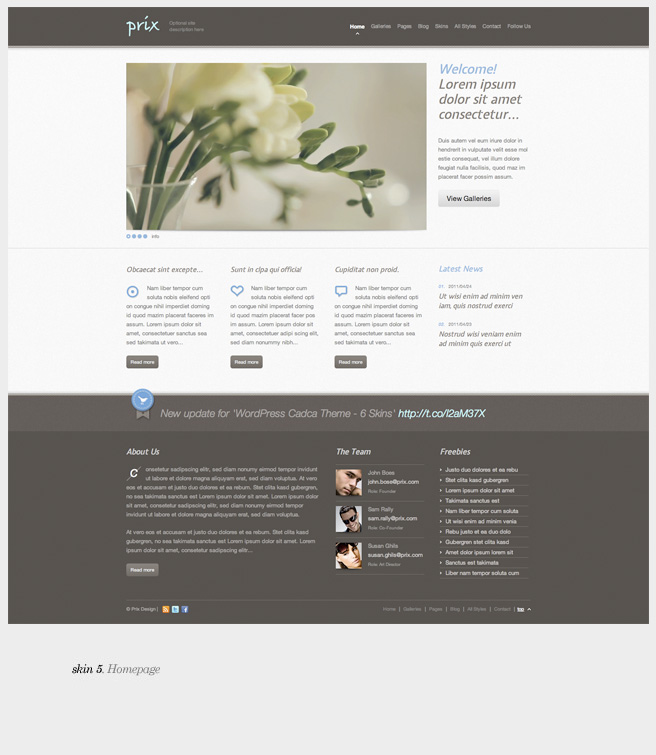 prix
Optional site
description here
Home Galleries Pages Blog Skins All Styles Contact Follow Us
Welcome!
Lorem ipsum
dolor sit amet
consectetur...
Duis autem vel eum iriure dolor in
hendrerit in vulputate velit esse mol
estie consequat, vel illum dolore
feugiat nulla facilisis, quod maz im
placerat facer possim assum.
View Galleries
info
Obcaecat sint excepte...
Nam liber tempor cum
soluta nobis eleifend opti
on congue nihil imperdiet doming
id quod mazim placerat faceres im
assum. Lorem ipsum dolor sit
amet, consectetuer sanctus sea
sed takimata ut vero...
Read more
Sunt in clpa qui official
Nam liber tempor cum
soluta nobis eleifend opti
on congue nihil imperdiet doming
id quod mazim placerat facer pos
im assum. Lorem ipsum dolor sit
amet, consectetuer adipi scing elit,
sed diam nonummy nibh...
Read more
Cupiditat non proid.
Nam liber tempor cum
soluta nobis eleifend opti
on congue nihil imperdiet doming
id quod mazim placerat facer im
assum. Lorem ipsum dolor sit
amet, consectetuer sanctus sea
sed takimata ut vero...
Read more
Latest News
01. 2011/04/24
Ut wisi enim ad minim ven
iam, quis nostrud exerci
02. 2011/04/23
Nostrud wisi veniam enim
ad minim quis exerci ut
New update for 'WordPress Cadca Theme - 6 Skins' http://t.co/I2aM37X
About Us
Consetetur sadipscing elitr, sed diam nonumy eirmod tempor invidunt
ut labore et dolore magna aliquyam erat, sed diam voluptua. At vero
eos et accusam et justo duo dolores et ea rebum. Stet clita kasd gubergren,
no sea takimata sanctus est Lorem ipsum dolor sit amet. Lorem ipsum dolor
sit amet, consetetur sadipscing elitr, sed diam nonumy eirmod tempor
invidunt ut labore et dolore magna aliquyam erat, sed diam voluptua.
At vero eos et accusam et justo duo dolores et ea rebum. Stet clita kasd
gubergren, no sea takimata sanctus est Lorem ipsum dolor sit amet. Lorem
ipsum dolor sit amet, consetetur sadipscing elitr...
Read more
The Team
John Boss
john.boss@prix.com
Role: Founder
Sam Rally
sam.rally@prix.com
Role: Co-Founder
Susan Ghils
susan.ghils@prix.com
Role: Art Director
Freebies
Justo duo dolores et ea rebu
Stet clita kasd gubergren
Lorem ipsum dolor sit amet
Takimata sanctus est
Nam liber tempor cum soluta
Ut wisi enim ad minim venia
Rebu justo et ea duo dolo
Gubergren stet clita kasd
Amet dolor ipsum lorem sit
Sanctus est takimata
Liber nam tempor soluta cum
© Prix Design |
Home | Galleries | Pages | Blog | All Styles | Contact | top
skin 5. Homepage